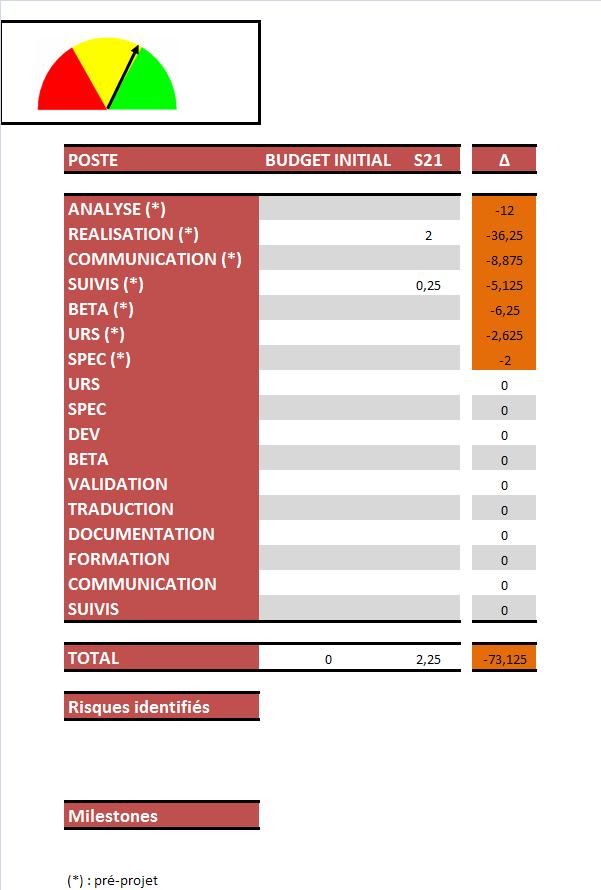 POSTE BUDGET INITIAL S21 Δ
ANALYSE (*) -12
REALISATION (*) 2 -36,25
COMMUNICATION (*) -8,875
SUIVIS (*) 0,25 -5,125
BETA (*) -6,25
URS (*) -2,625
SPEC (*) -2
URS 0
SPEC 0
DEV 0
BETA 0
VALIDATION 0
TRADUCTION 0
DOCUMENTATION 0
FORMATION 0
COMMUNICATION 0
SUIVIS 0
TOTAL 0 2,25 -73,125
Risques identifiés
Milestones
(*) : pré-projet